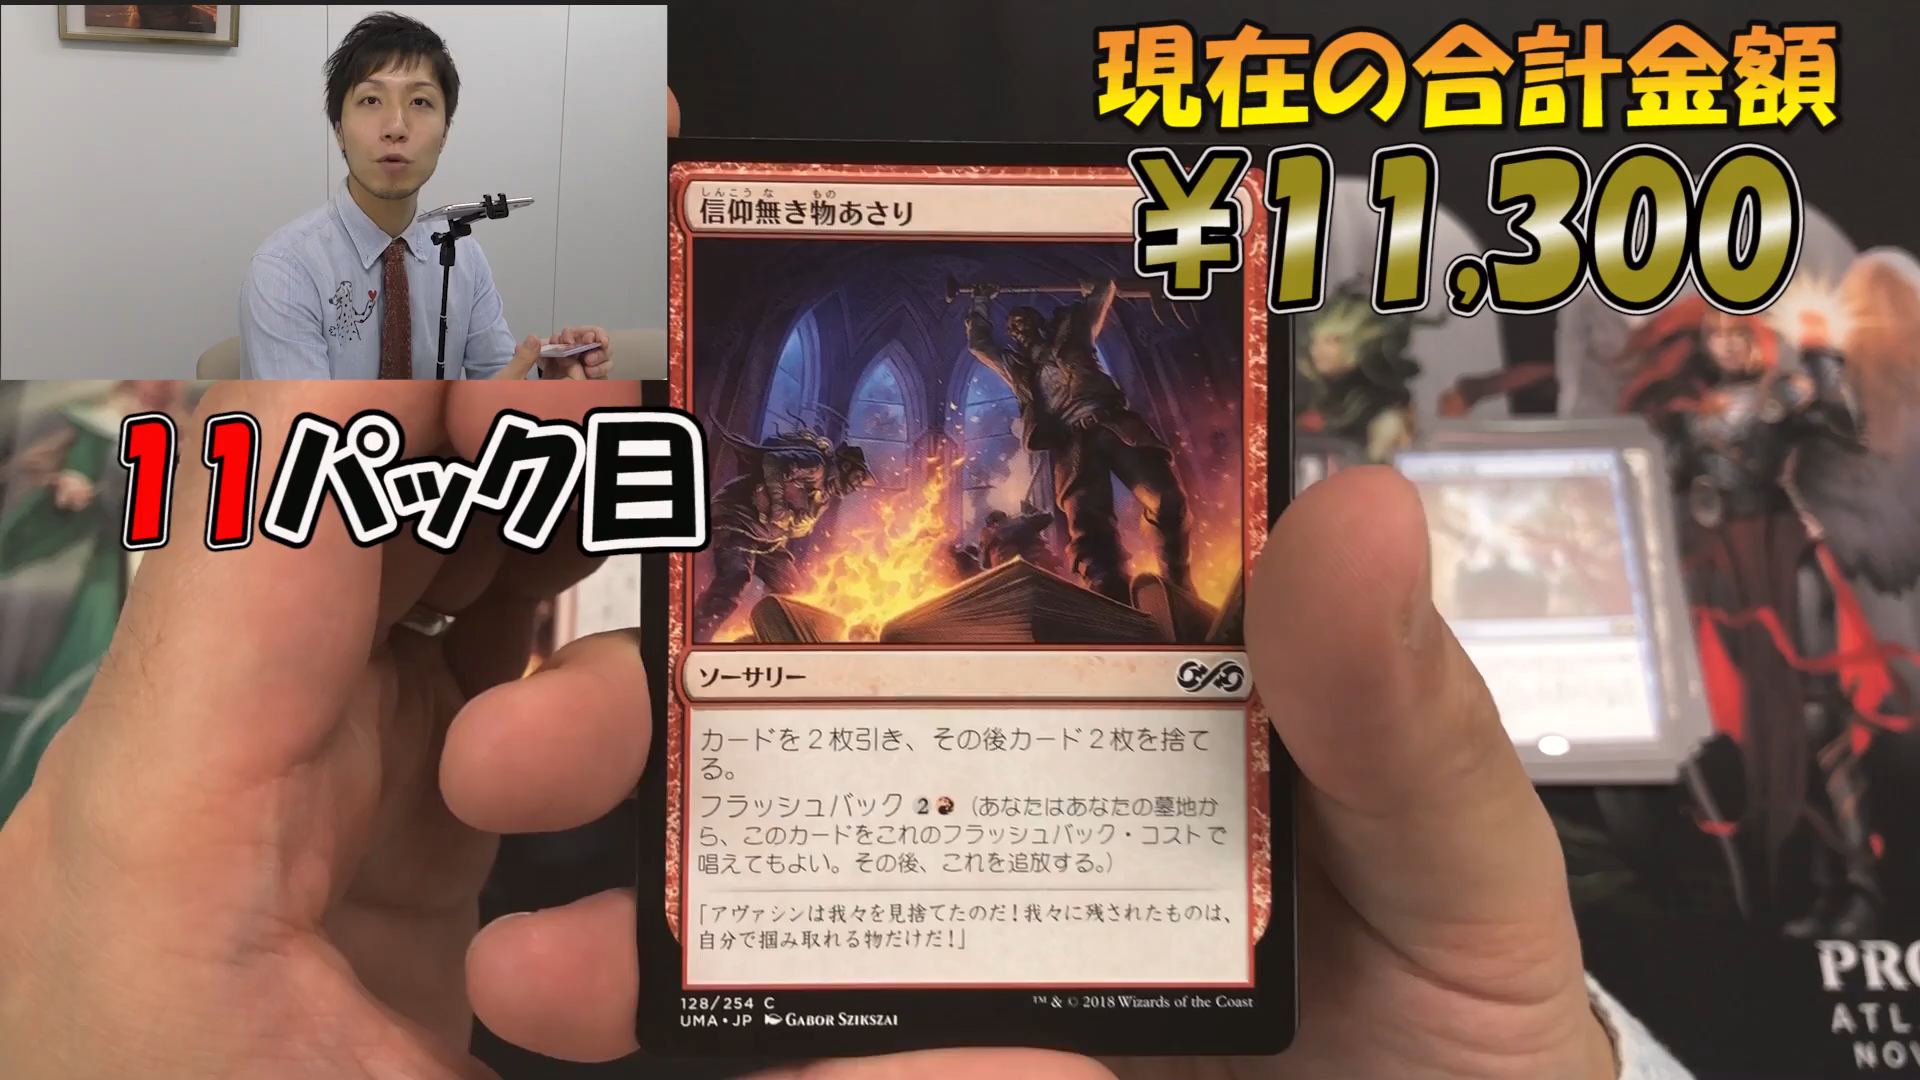 現在の合計金額
¥11,300
11パック目
しんこうな もの
信仰無き物あさり
ソーサリー
カードを2枚引き、その後カード2枚を捨て
る。
フラッシュバック 2 (あなたはあなたの墓地か
ら、このカードをこれのフラッシュバック・コストで
唱えてもよい。その後、これを追放する。)
「アヴァシンは我々を見捨てたのだ!我々に残されたものは、
自分で掴み取れる物だけだ!」
128/254 C
™ & © 2018 Wizards of the Coast
UMA • JP GABOR SZIKSZAI
PRO
ATL
NOV